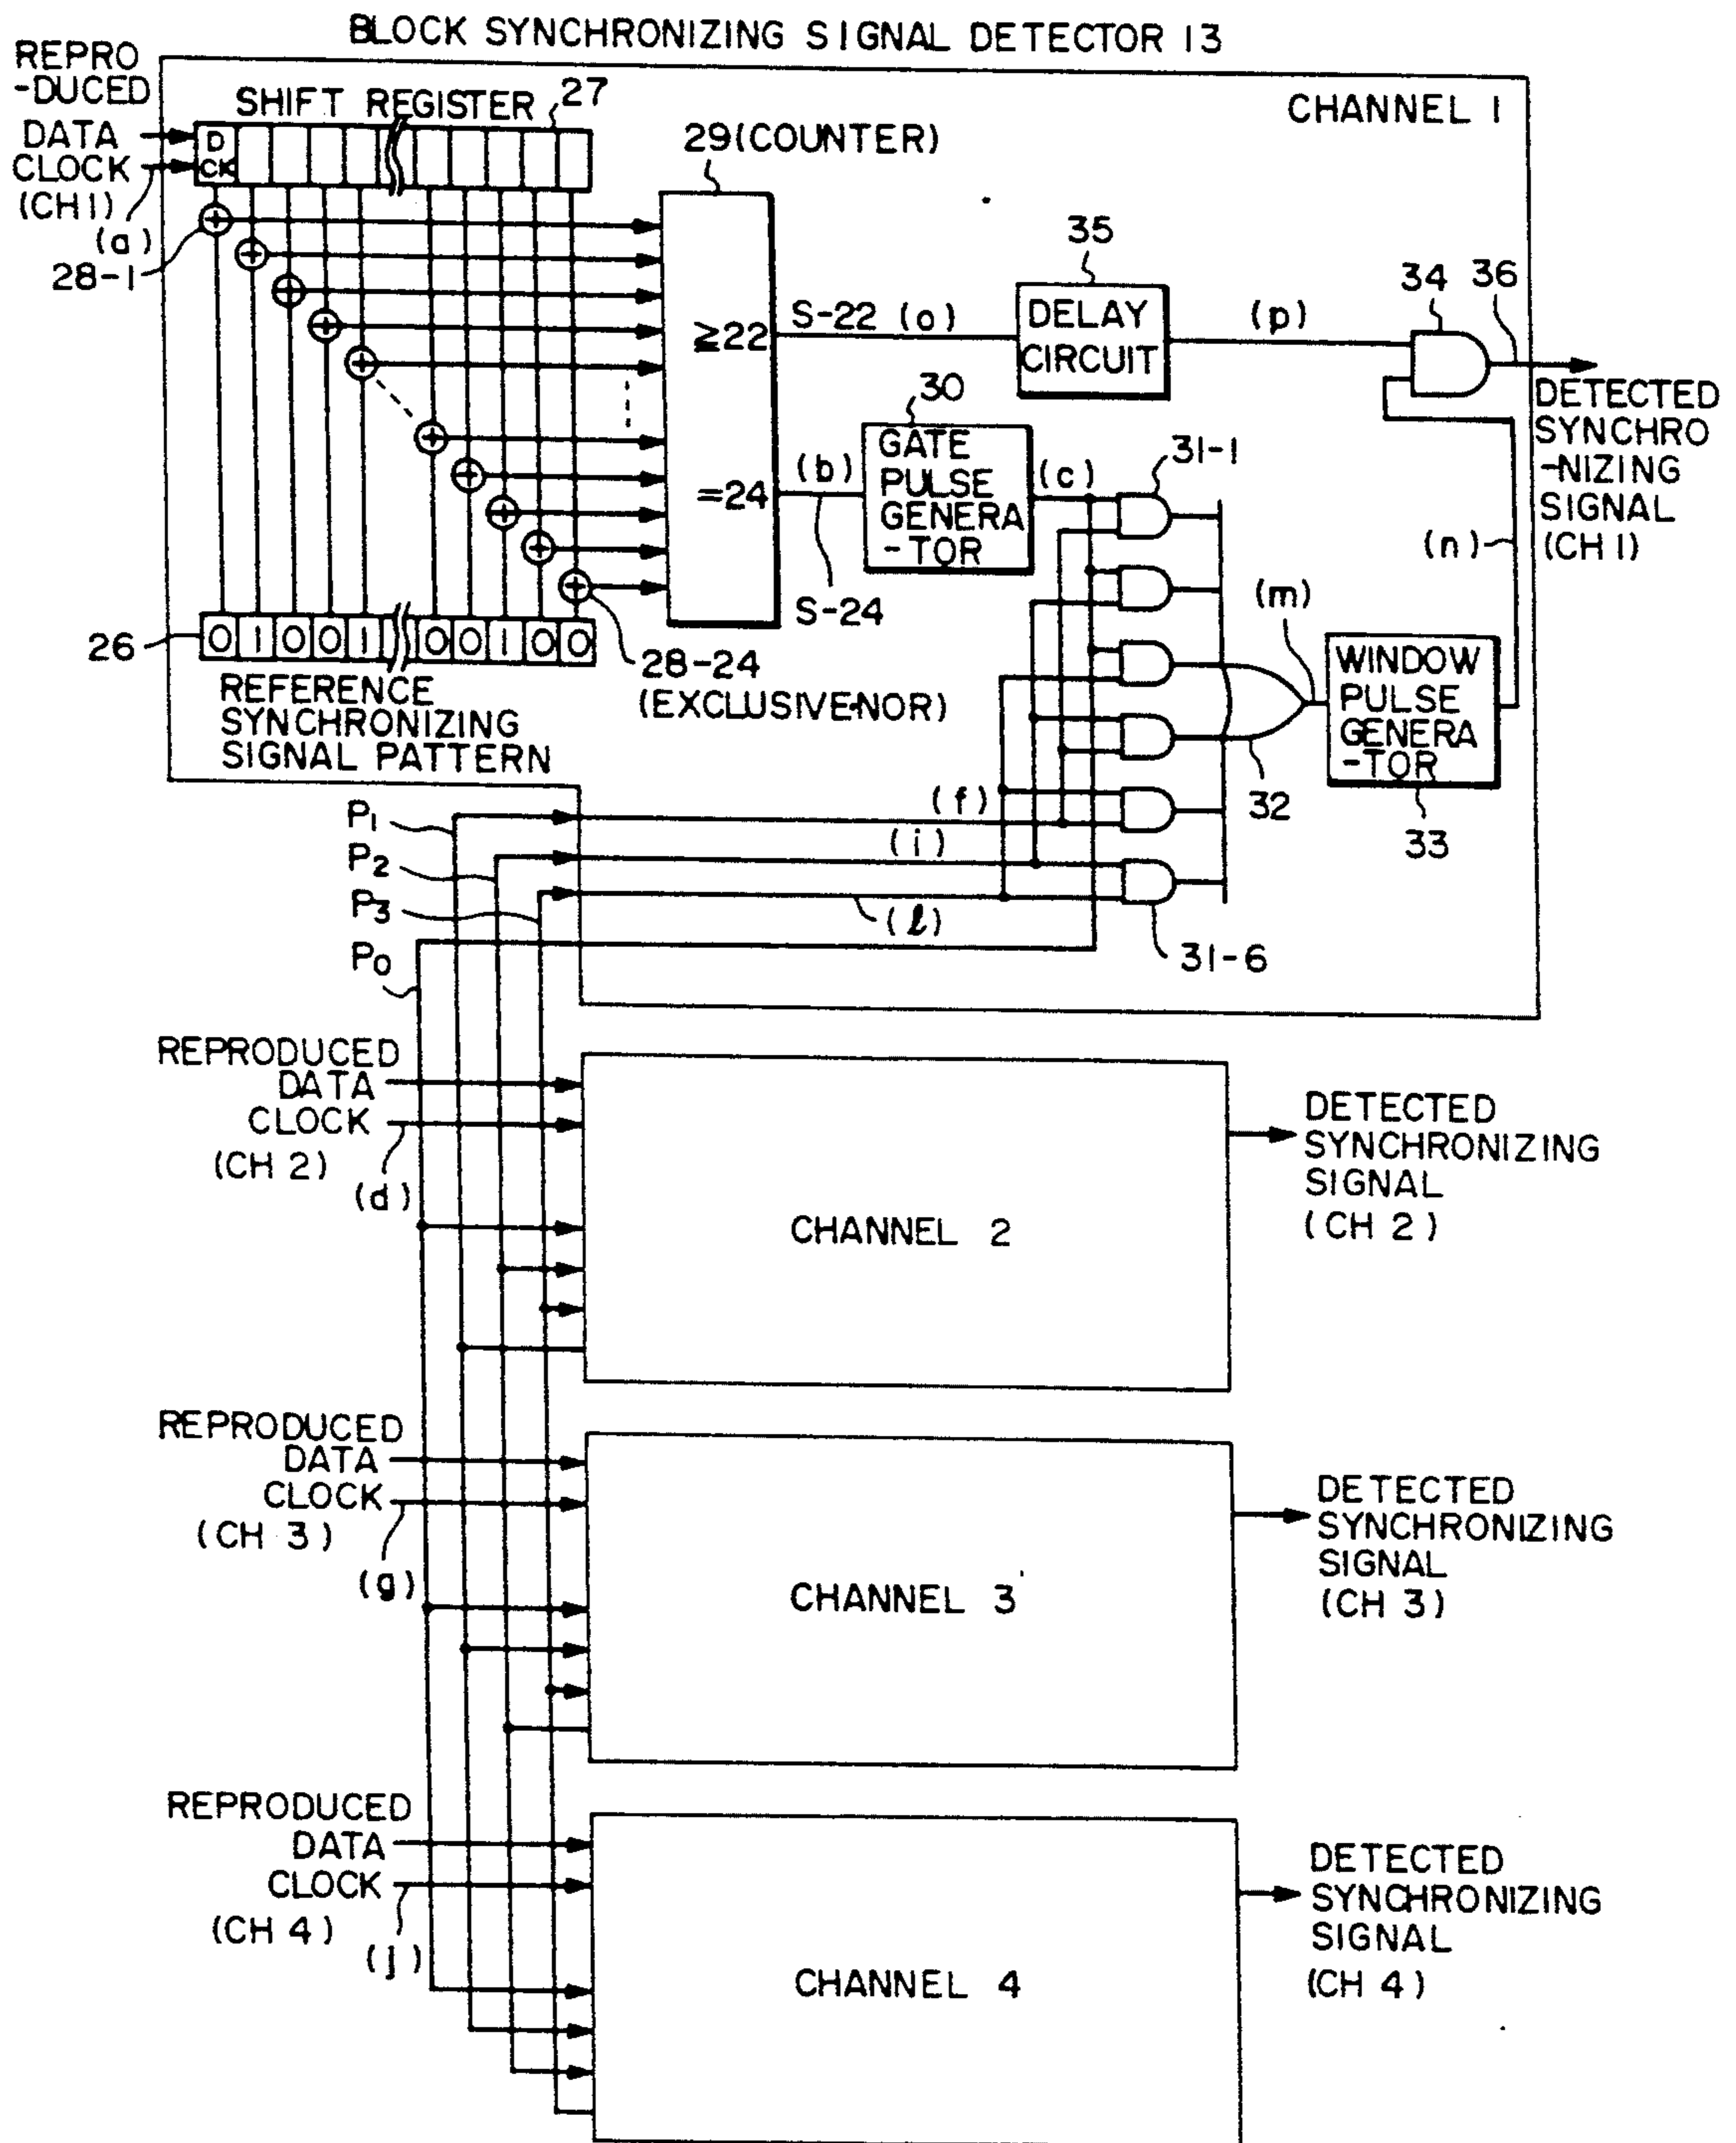 BLOCK SYNCHRONIZING SIGNAL DETECTOR 13
REPRO
-DUCED
DATA
CLOCK
(CH1)
(a)
SHIFT REGISTER
27
D
CK
CHANNEL 1
29(COUNTER)
28-1
≧22
=24
S-22 (o)
35
DELAY
CIRCUIT
(p)
34
36
DETECTED
SYNCHRO
-NIZING
SIGNAL
(CH 1)
30
(b)
S-24
GATE
PULSE
GENERA
-TOR
(c)
31-1
(n)
(m)
26
0 1 0 0 1 0 0 1 0 0
28-24
(EXCLUSIVE-NOR)
REFERENCE
SYNCHRONIZING
SIGNAL PATTERN
WINDOW
PULSE
GENERA
-TOR
32
33
P1
P2
P3
P0
(f)
(i)
(ℓ)
31-6
REPRODUCED
DATA
CLOCK
(CH 2)
(d)
CHANNEL 2
DETECTED
SYNCHRONIZING
SIGNAL
(CH 2)
REPRODUCED
DATA
CLOCK
(CH 3)
(g)
CHANNEL 3
DETECTED
SYNCHRONIZING
SIGNAL
(CH 3)
REPRODUCED
DATA
CLOCK
(CH 4)
(j)
CHANNEL 4
DETECTED
SYNCHRONIZING
SIGNAL
(CH 4)